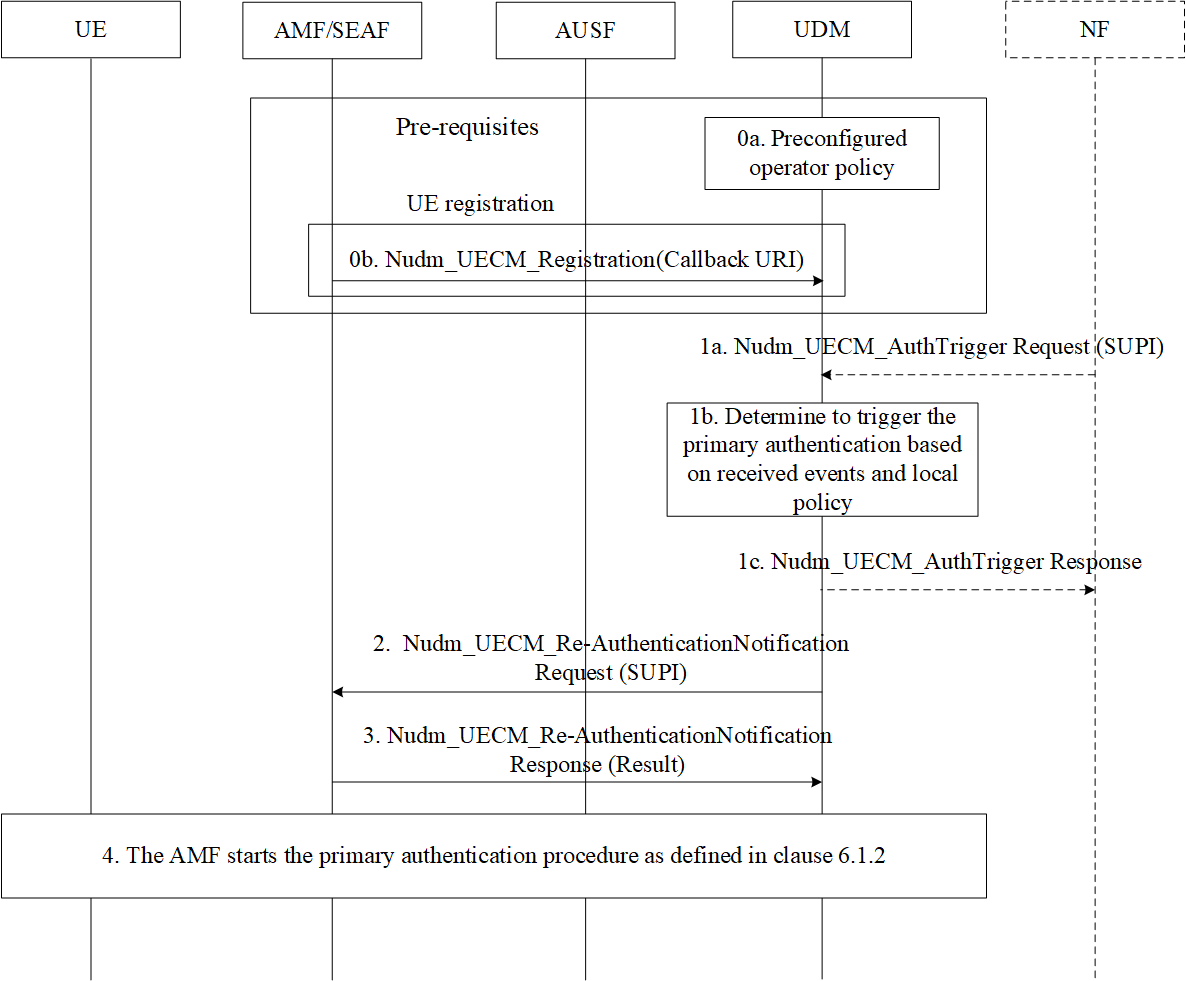 UE
AMF/SEAF
AUSF
UDM
NF
Pre-requisites
0a. Preconfigured
operator policy
UE registration
0b. Nudm_UECM_Registration(Callback URI)
1a. Nudm_UECM_AuthTrigger Request (SUPI)
1b. Determine to trigger the
primary authentication based
on received events and local
policy
1c. Nudm_UECM_AuthTrigger Response
2. Nudm_UECM_Re-AuthenticationNotification
Request (SUPI)
3. Nudm_UECM_Re-AuthenticationNotification
Response (Result)
4. The AMF starts the primary authentication procedure as defined in clause 6.1.2